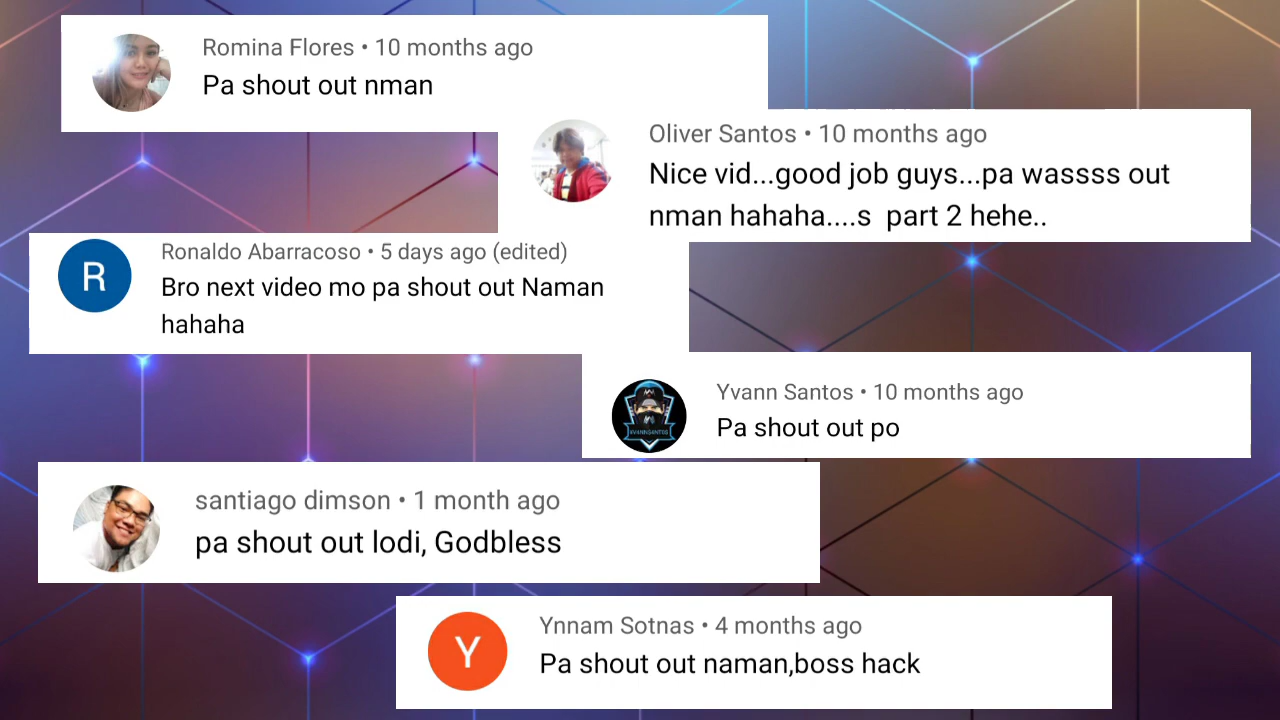 Romina Flores • 10 months ago
Pa shout out nman
Oliver Santos • 10 months ago
Nice vid...good job guys...pa wassss out
nman hahaha....s part 2 hehe..
R
Ronaldo Abarracoso • 5 days ago (edited)
Bro next video mo pa shout out Naman
hahaha
Yvann Santos • 10 months ago
Pa shout out po
santiago dimson • 1 month ago
pa shout out lodi, Godbless
Y
Ynnam Sotnas • 4 months ago
Pa shout out naman,boss hack